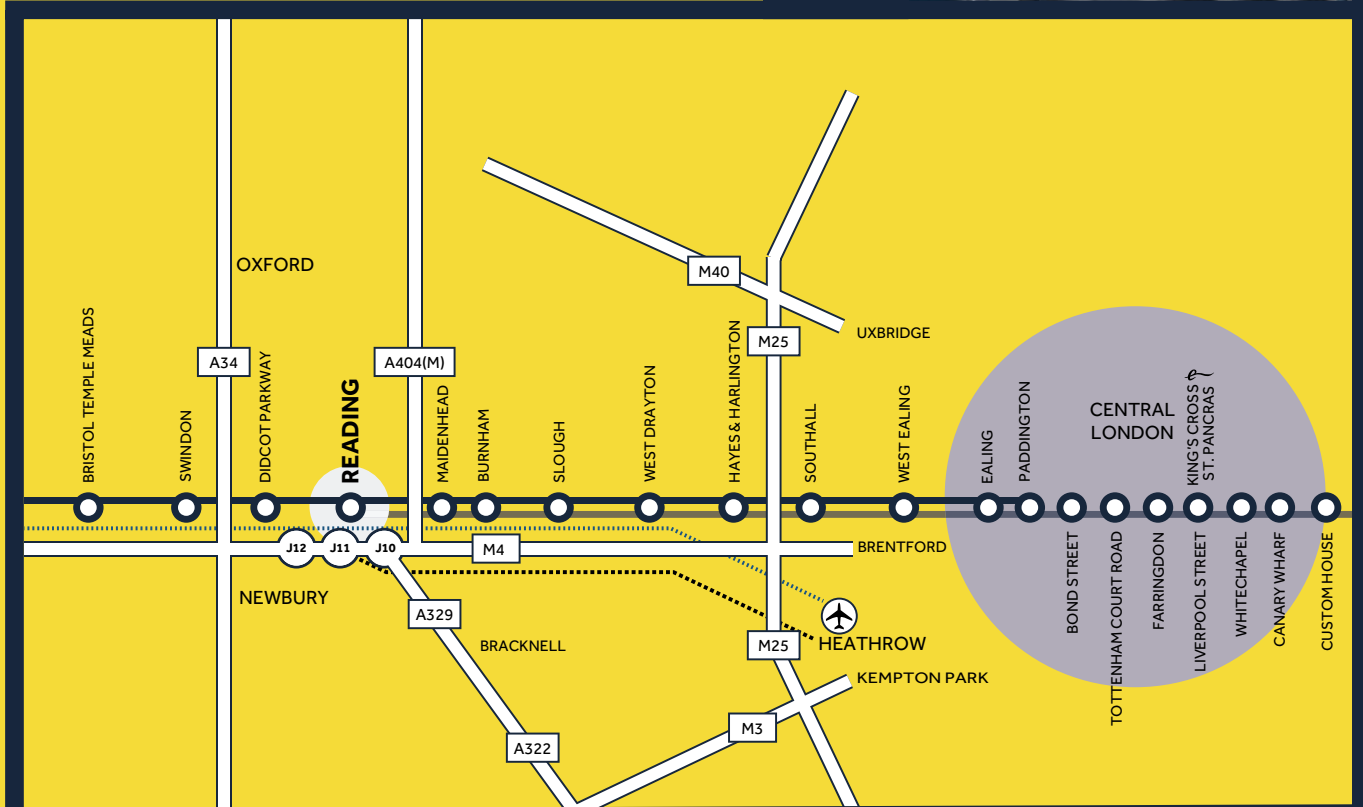 OXFORD
M40
UXBRIDGE
M25
A34
A404(M)
BRISTOL TEMPLE MEADS
SWINDON
DIDCOT PARKWAY
READING
MAIDENHEAD
BURNHAM
SLOUGH
WEST DRAYTON
HAYES & HARLINGTON
SOUTHALL
WEST EALING
EALING
PADDINGTON
CENTRAL
LONDON
KING'S CROSS &
ST. PANCRAS
J12
J11
J10
M4
BRENTFORD
BOND STREET
TOTTENHAM COURT ROAD
FARRINGDON
LIVERPOOL STREET
WHITECHAPEL
CANARY WHARF
CUSTOM HOUSE
NEWBURY
A329
BRACKNELL
M25
HEATHROW
KEMPTON PARK
M3
A322